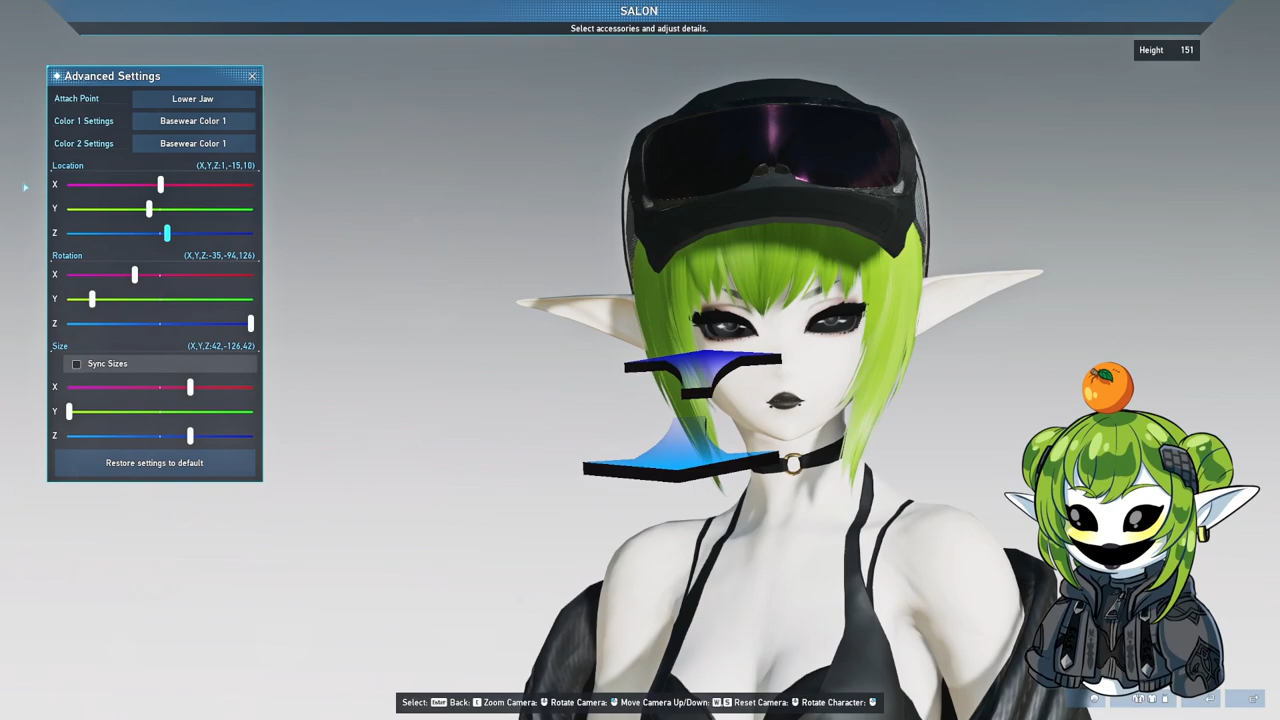 SALON
Select accessories and adjust details.
Height 151
Advanced Settings
Attach Point Lower Jaw
Color 1 Settings Basewear Color 1
Color 2 Settings Basewear Color 1
Location (X,Y,Z:1,-15,10)
X
Y
Z
Rotation (X,Y,Z:-35,-94,126)
X
Y
Z
Size (X,Y,Z:42,-126,42)
Sync Sizes
X
Y
Z
Restore settings to default
Select: Enter Back: Zoom Camera: Rotate Camera: Move Camera Up/Down: W S Reset Camera: Rotate Character: